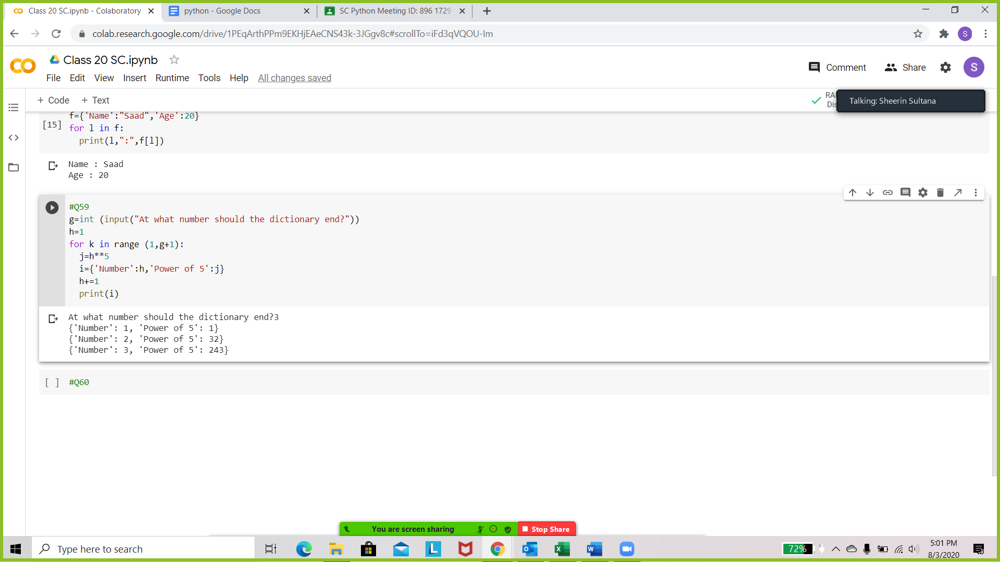 Class 20 SC.ipynb - Colaboratory
python - Google Docs
SC Python Meeting ID: 896 1729
colab.research.google.com/drive/1PEqArthPPm9EKHjEAeCNS43k-3JGgv8c#scrollTo=iFd3qVQOU-Im
S
Class 20 SC.ipynb
Comment
Share
S
File Edit View Insert Runtime Tools Help All changes saved
+ Code + Text
RA
Dis
Talking: Sheerin Sultana
f={'Name':"Saad",'Age':20}
[15] for l in f:
print(l,":",f[l])
Name : Saad
Age : 20
#Q59
g=int (input("At what number should the dictionary end?"))
h=1
for k in range (1,g+1):
j=h**5
i={'Number':h,'Power of 5':j}
h+=1
print(i)
At what number should the dictionary end?3
{'Number': 1, 'Power of 5': 1}
{'Number': 2, 'Power of 5': 32}
{'Number': 3, 'Power of 5': 243}
[ ] #Q60
You are screen sharing
Stop Share
Type here to search
72%
5:01 PM
8/3/2020